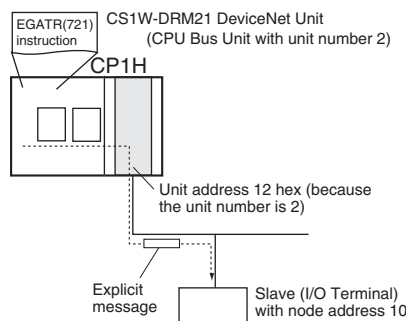 EGATR(721)
instruction
CS1W-DRM21 DeviceNet Unit
(CPU Bus Unit with unit number 2)
CP1H
Unit address 12 hex (because
the unit number is 2)
Explicit
message
Slave (I/O Terminal)
with node address 10